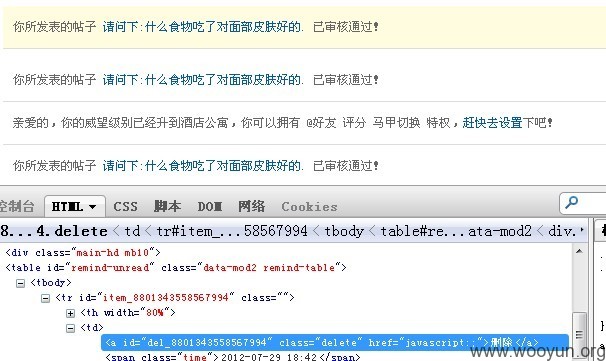 你所发表的帖子 请问下:什么食物吃了对面部皮肤好的. 已审核通过!
你所发表的帖子 请问下:什么食物吃了对面部皮肤好的. 已审核通过!
亲爱的，你的威望级别已经升到酒店公寓，你可以拥有 @好友 评分 马甲切换 特权，赶快去设置下吧!
你所发表的帖子 请问下:什么食物吃了对面部皮肤好的. 已审核通过!
控制台 HTML CSS 脚本 DOM 网络 Cookies
8...4.delete < td < tr#item_...58567994 < tbody < table#re...ata-mod2 < div.
<div class="main-hd mb10">
<table id="remind-unread" class="data-mod2 remind-table">
<tbody>
<tr id="item_8801343558567994" class="">
<th width="80%">
<td>
<a id="del_8801343558567994" class="delete" href="javascript:;">删除</a>
<span class="time">2012-07-29 18:42</span>
www.wooyun.org